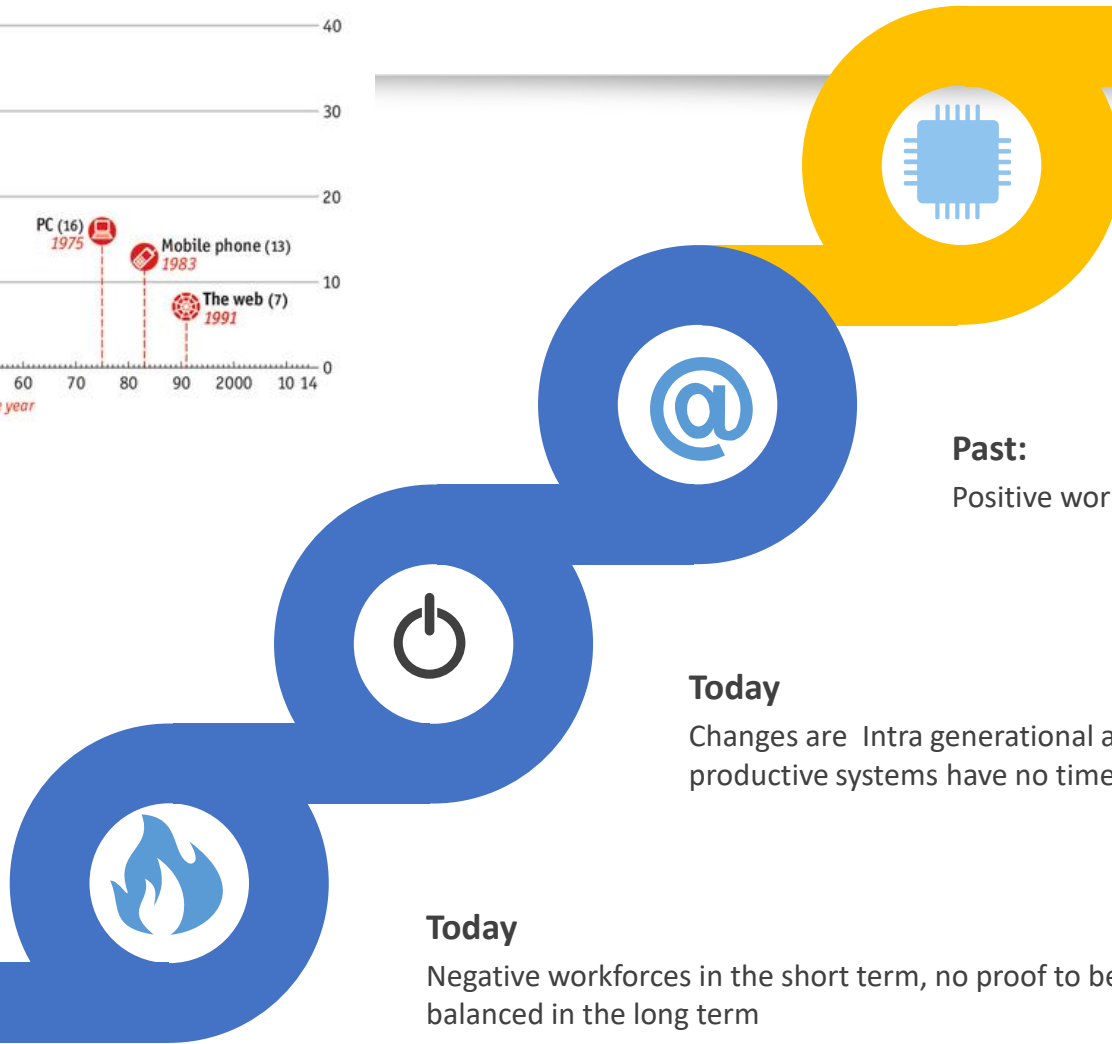 40
30
20
PC (16)
1975
Mobile phone (13)
1983
10
The web (7)
1991
0
60 70 80 90 2000 10 14
year
@
Past:
Positive
Today
Changes are Intra generational
productive systems have no time
Today
Negative workforces in the short term, no proof to be
balanced in the long term